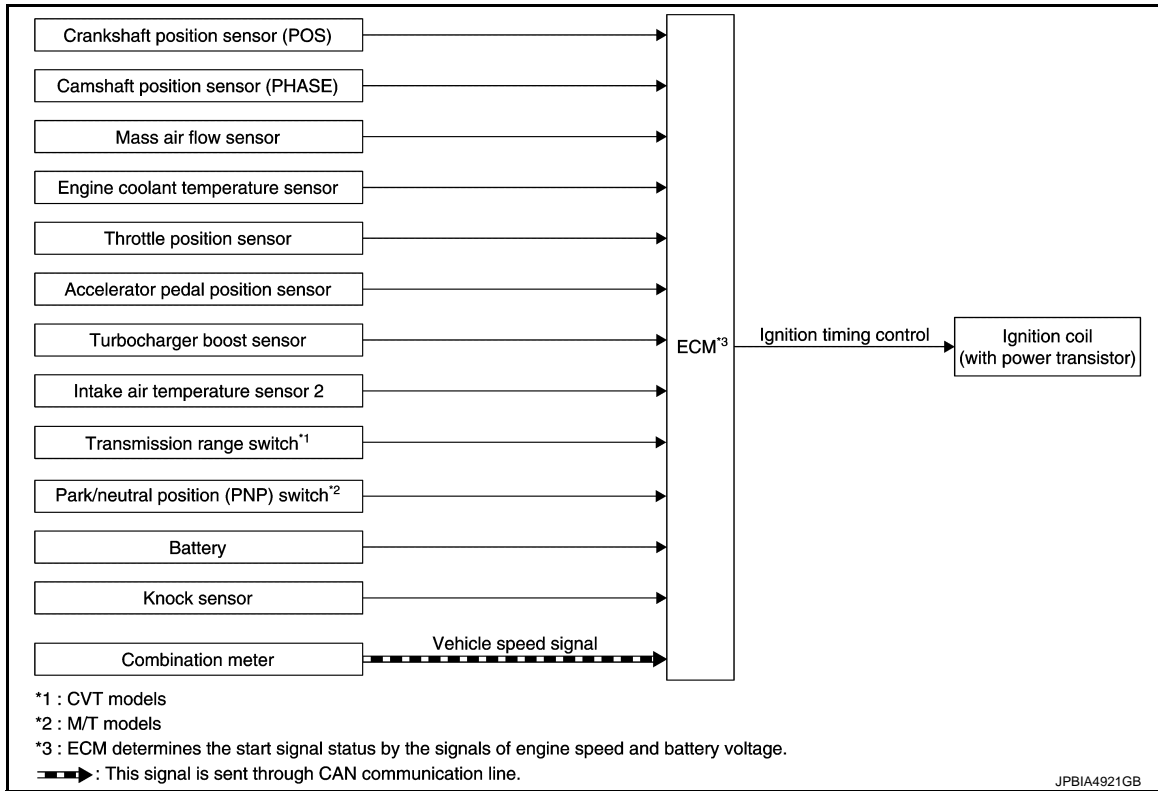 Crankshaft position sensor (POS)
Camshaft position sensor (PHASE)
Mass air flow sensor
Engine coolant temperature sensor
Throttle position sensor
Accelerator pedal position sensor
Turbocharger boost sensor
Intake air temperature sensor 2
Transmission range switch*1
Park/neutral position (PNP) switch*2
Battery
Knock sensor
Combination meter
Vehicle speed signal
ECM*3
Ignition timing control
Ignition coil
(with power transistor)
*1 : CVT models
*2 : M/T models
*3 : ECM determines the start signal status by the signals of engine speed and battery voltage.
: This signal is sent through CAN communication line.
JPBIA4921GB